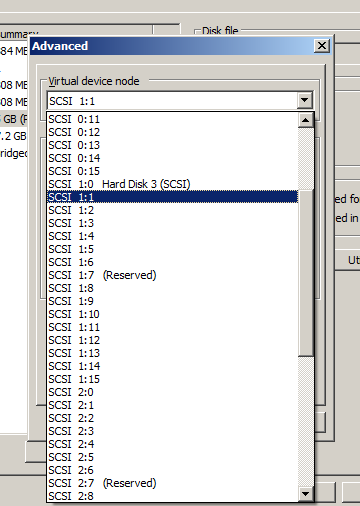 ummary
Disk file
84 MB
Advanced
308 MB
Virtual device node
SCSI 1:1
SCSI 0:11
SCSI 0:12
SCSI 0:13
SCSI 0:14
SCSI 0:15
SCSI 1:0 Hard Disk 3 (SCSI)
SCSI 1:1
SCSI 1:2
SCSI 1:3
SCSI 1:4
SCSI 1:5
SCSI 1:6
SCSI 1:7 (Reserved)
SCSI 1:8
SCSI 1:9
SCSI 1:10
SCSI 1:11
SCSI 1:12
SCSI 1:13
SCSI 1:14
SCSI 1:15
SCSI 2:0
SCSI 2:1
SCSI 2:2
SCSI 2:3
SCSI 2:4
SCSI 2:5
SCSI 2:6
SCSI 2:7 (Reserved)
SCSI 2:8
308 MB
GB (F
7.2 GB
ridged
ed fo
ed in
Ut